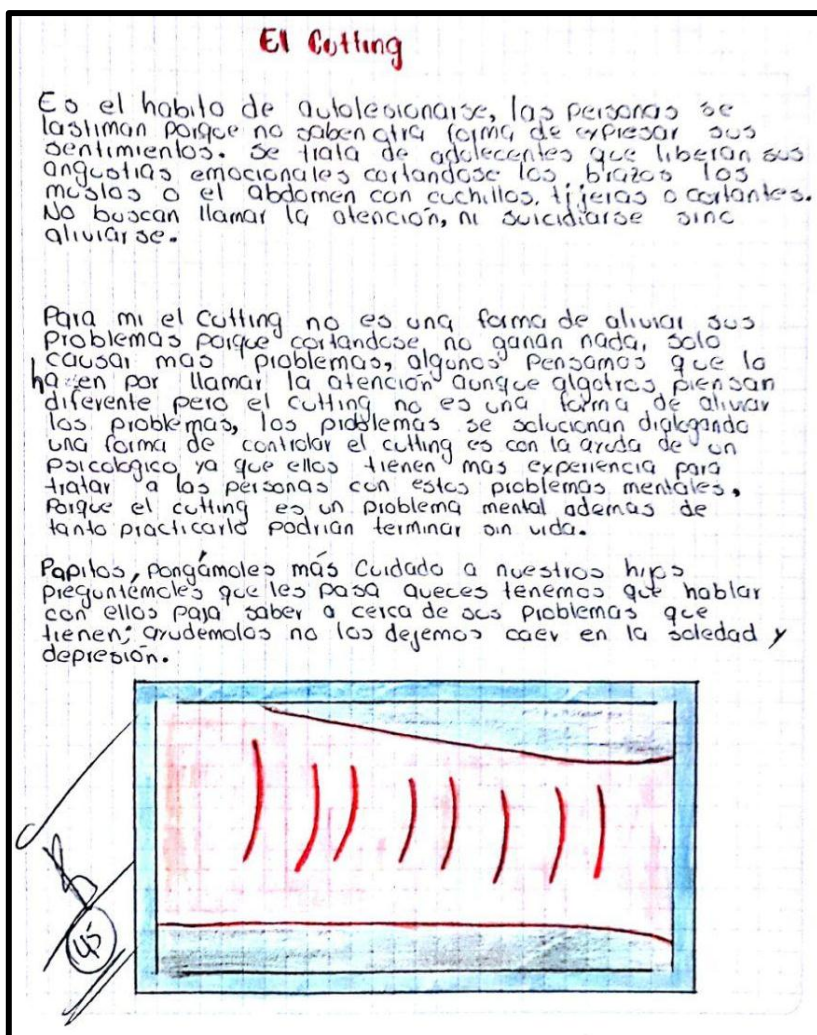 El Cutting
Es el habito de autolesionarse, las personas se
lastiman porque no saben otra forma de expresar sus
sentimientos. se trata de adolecentes que liberan sus
angustias emocionales cortandose los brazos los
muslos o el abdomen con cuchillos, tijeras o cortantes.
No buscan llamar la atención, ni suicidiarse sino
aliviarse.
Para mi el cutting no es una forma de aliviar sus
problemas porque cortandose no ganan nada, solo
causar mas problemas, algunos pensamos que lo
hacen por llamar la atención aunque algotros piensan
diferente pero el cutting no es una forma de aliviar
los problemas, los problemas se solucionan dialogando
una forma de controlar el cutting es con la ayuda de un
psicologico ya que ellos tienen mas experiencia para
tratar a las personas con estos problemas mentales,
Porque el cutting es un problema mental ademas de
tanto practicarlo podrian terminar sin vida.
Papitos, pongámoles más cuidado a nuestros hijos
preguntémoles que les pasa aveces tenemos que hablar
con ellos para saber a cerca de sus problemas que
tienen; ayudemolos no los dejemos caer en la soledad y
depresión.
45